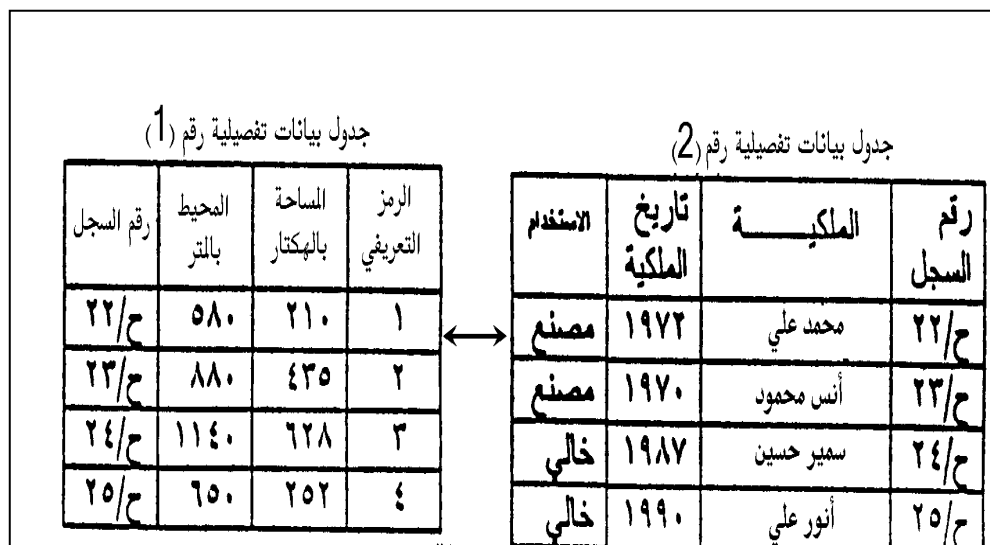 جدول بيانات تفصيلية رقم (2)
رقم السجل | الملكيـــــة | تاريخ الملكية | الاستخدام
ح/٢٢ | محمد علي | ١٩٧٢ | مصنع
ح/٢٣ | أنس محمود | ١٩٧٠ | مصنع
ح/٢٤ | سمير حسين | ١٩٨٧ | خالي
ح/٢٥ | أنور علي | ١٩٩٠ | خالي
جدول بيانات تفصيلية رقم (1)
الرمز التعريفي | المساحة بالهكتار | المحيط بالمتر | رقم السجل
١ | ٢١٠ | ٥٨٠ | ح/٢٢
٢ | ٤٣٥ | ٨٨٠ | ح/٢٣
٣ | ٦٢٨ | ١١٤٠ | ح/٢٤
٤ | ٢٥٢ | ٦٥٠ | ح/٢٥